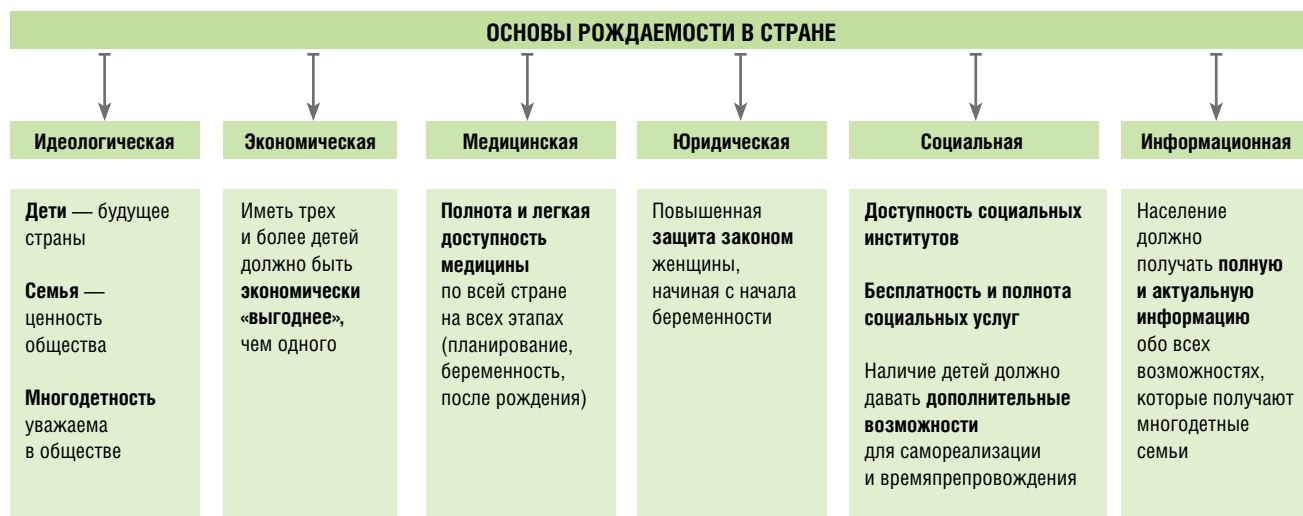 ОСНОВЫ РОЖДАЕМОСТИ В СТРАНЕ
Идеологическая
Дети — будущее
страны
Семья —
ценность
общества
Многодетность
уважаема
в обществе
Экономическая
Иметь трех
и более детей
должно быть
экономически
«выгоднее»,
чем одного
Медицинская
Полнота и легкая
доступность
медицины
по всей стране
на всех этапах
(планирование,
беременность,
после рождения)
Юридическая
Повышенная
защита законом
женщины,
начиная с начала
беременности
Социальная
Доступность социальных
институтов
Бесплатность и полнота
социальных услуг
Наличие детей должно
давать дополнительные
возможности
для самореализации
и времяпрепровождения
Информационная
Население
должно
получать полную
и актуальную
информацию
обо всех
возможностях,
которые получают
многодетные
семьи